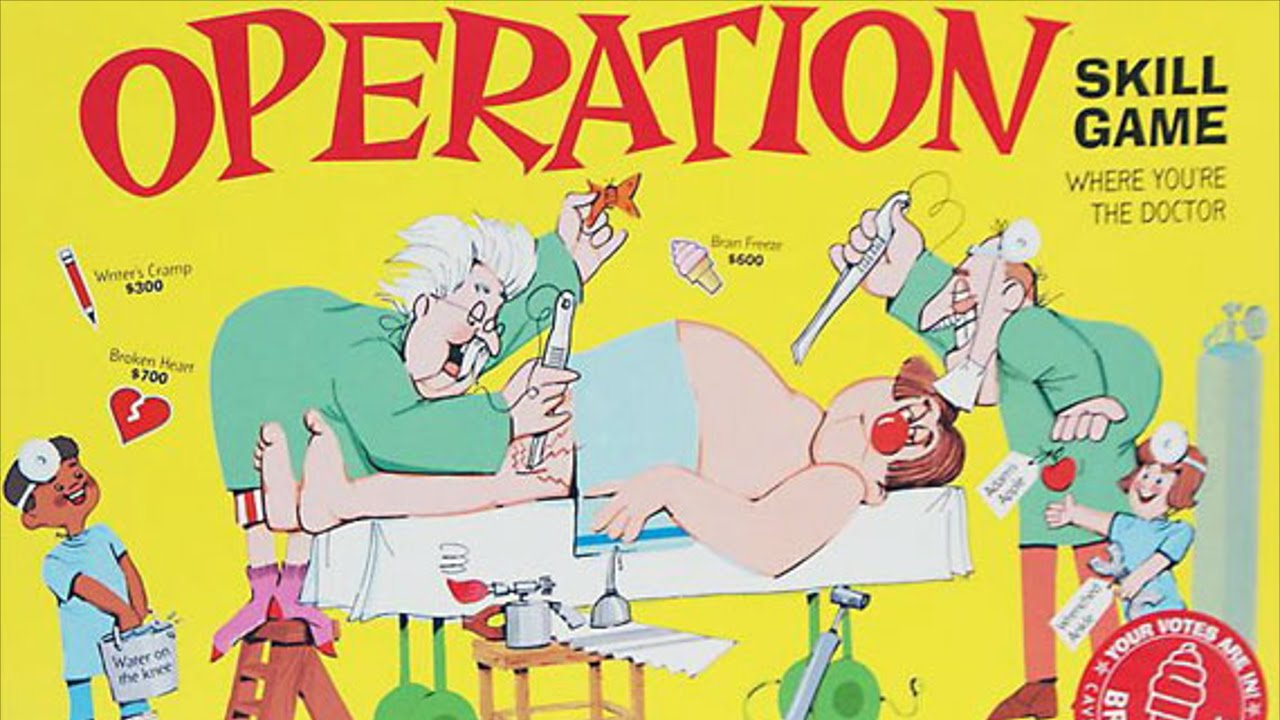 OPERATION
SKILL
GAME
WHERE YOU'RE
THE DOCTOR
Brain Freeze
$600
Writer's Cramp
$300
Broken Heart
$700
Adam's
Apple
Wrenched
Ankle
Water on
the knee
YOUR VOTES ARE IN!